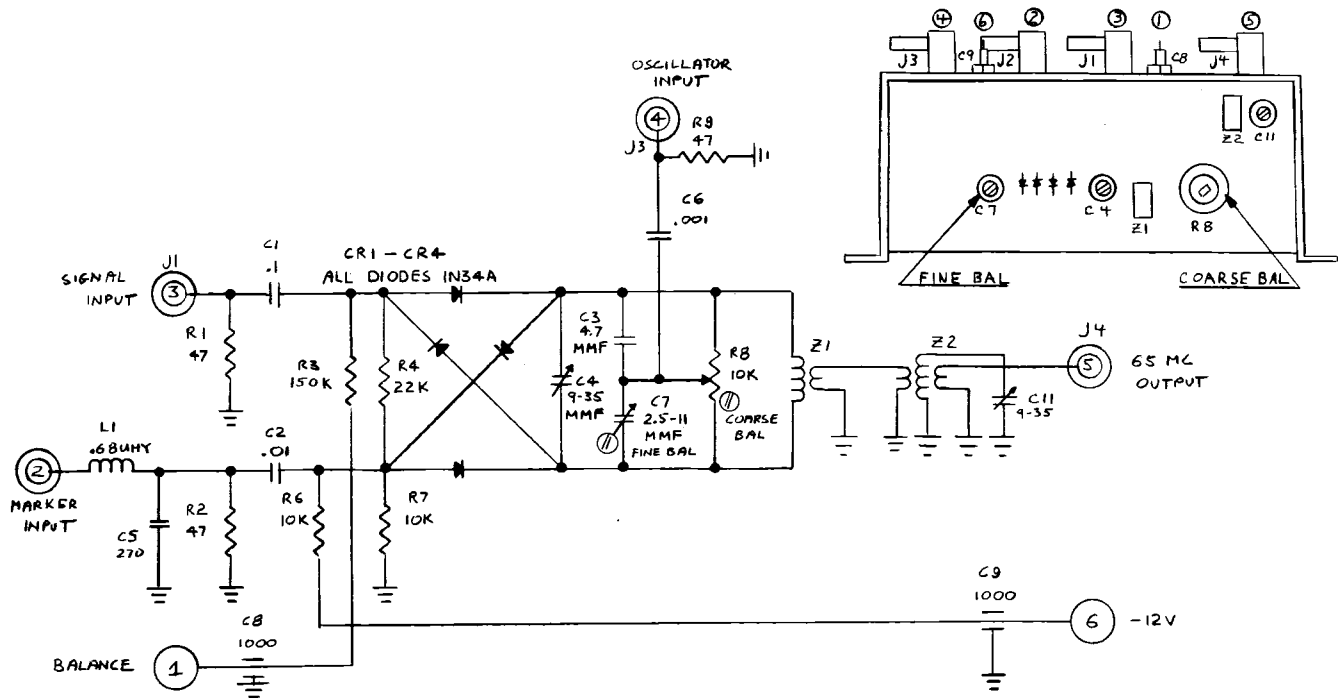 ④ ⑥ ② ③ ① ⑤
J3 C9 J2 J1 C8 J4
Z2 C11
C7 C4 Z1 R8
FINE BAL COARSE BAL
OSCILLATOR
INPUT
4
J3
R9
47
C6
.001
CR1 - CR4
ALL DIODES IN34A
SIGNAL
INPUT
J1
3
C1
.1
R1
47
R3
150K
R4
22K
C4
9-35
MMF
C3
4.7
MMF
C7
2.5-11
MMF
FINE BAL
R8
10K
COARSE
BAL
Z1
Z2
C11
9-35
J4
5
65 MC
OUTPUT
2
MARKER
INPUT
L1
.68UHY
C5
270
R2
47
C2
.01
R6
10K
R7
10K
C8
1000
BALANCE
1
C9
1000
6
-12V